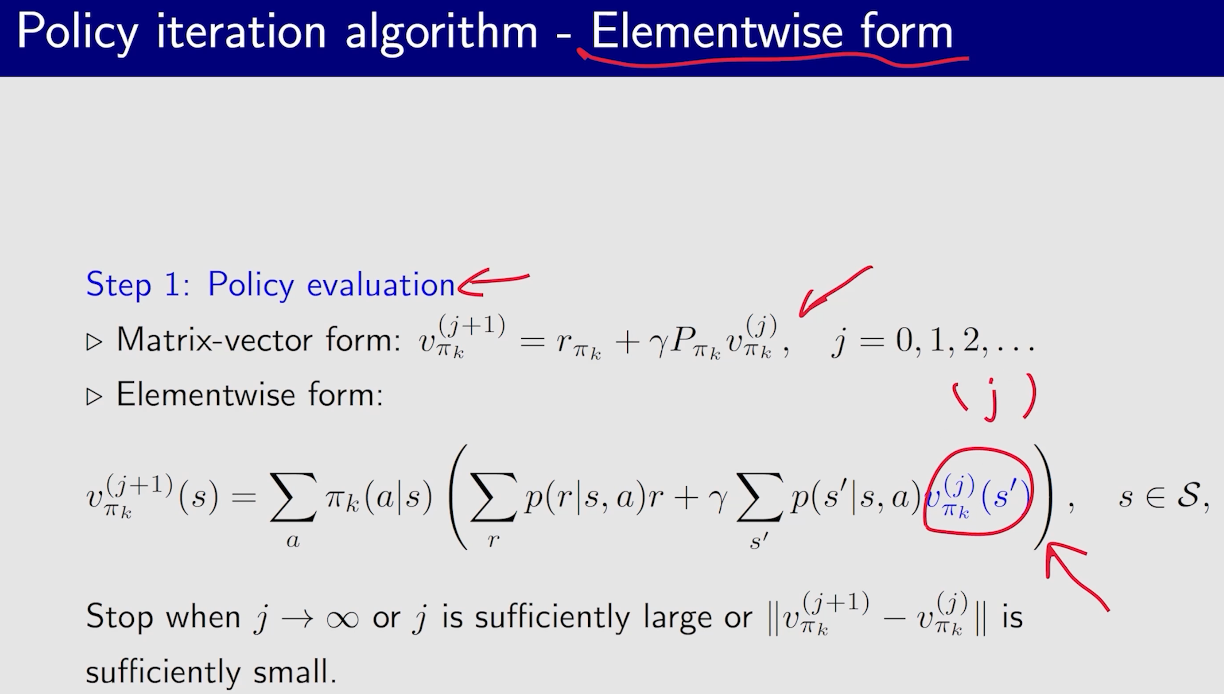 Policy iteration algorithm - Elementwise form
Step 1: Policy evaluation
▷ Matrix-vector form: $v_{\pi_k}^{(j+1)} = r_{\pi_k} + \gamma P_{\pi_k} v_{\pi_k}^{(j)}, \quad j = 0, 1, 2, \ldots$
▷ Elementwise form:
(j)
$v_{\pi_k}^{(j+1)}(s) = \sum_a \pi_k(a|s) \left( \sum_r p(r|s,a)r + \gamma \sum_{s'} p(s'|s,a) v_{\pi_k}^{(j)}(s') \right), \quad s \in \mathcal{S},$
Stop when $j \to \infty$ or $j$ is sufficiently large or $\|v_{\pi_k}^{(j+1)} - v_{\pi_k}^{(j)}\|$ is
sufficiently small.